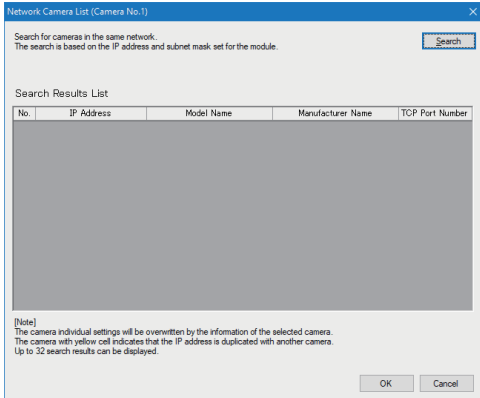 Network Camera List (Camera No.1)
Search for cameras in the same network.
The search is based on the IP address and subnet mask set for the module.
Search
Search Results List
No. IP Address Model Name Manufacturer Name TCP Port Number
[Note]
The camera individual settings will be overwritten by the information of the selected camera.
The camera with yellow cell indicates that the IP address is duplicated with another camera.
Up to 32 search results can be displayed.
OK Cancel